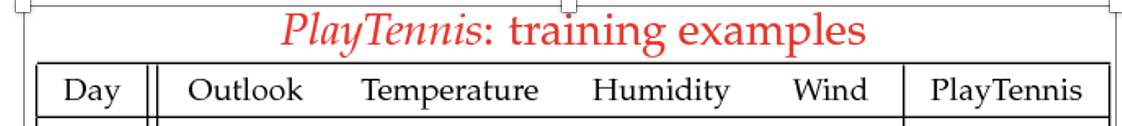 PlayTennis: training examples
Day Outlook Temperature Humidity Wind PlayTennis